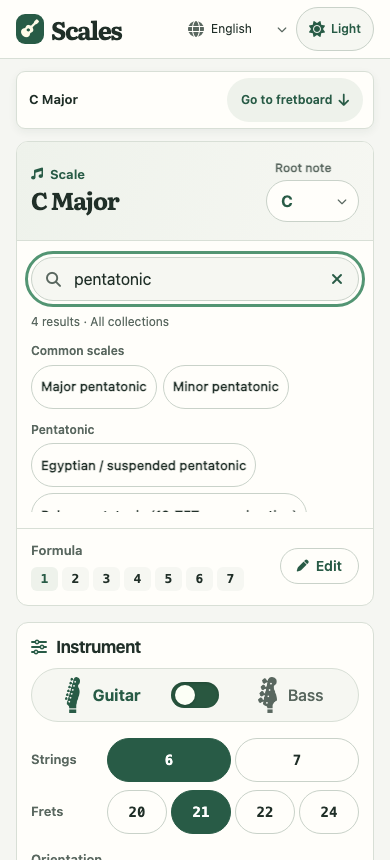 Scales
English
Light
C Major
Go to fretboard
Scale
C Major
Root note
C
pentatonic
4 results · All collections
Common scales
Major pentatonic
Minor pentatonic
Pentatonic
Egyptian / suspended pentatonic
Formula
1 2 3 4 5 6 7
Edit
Instrument
Guitar
Bass
Strings
6
7
Frets
20
21
22
24
Orientation